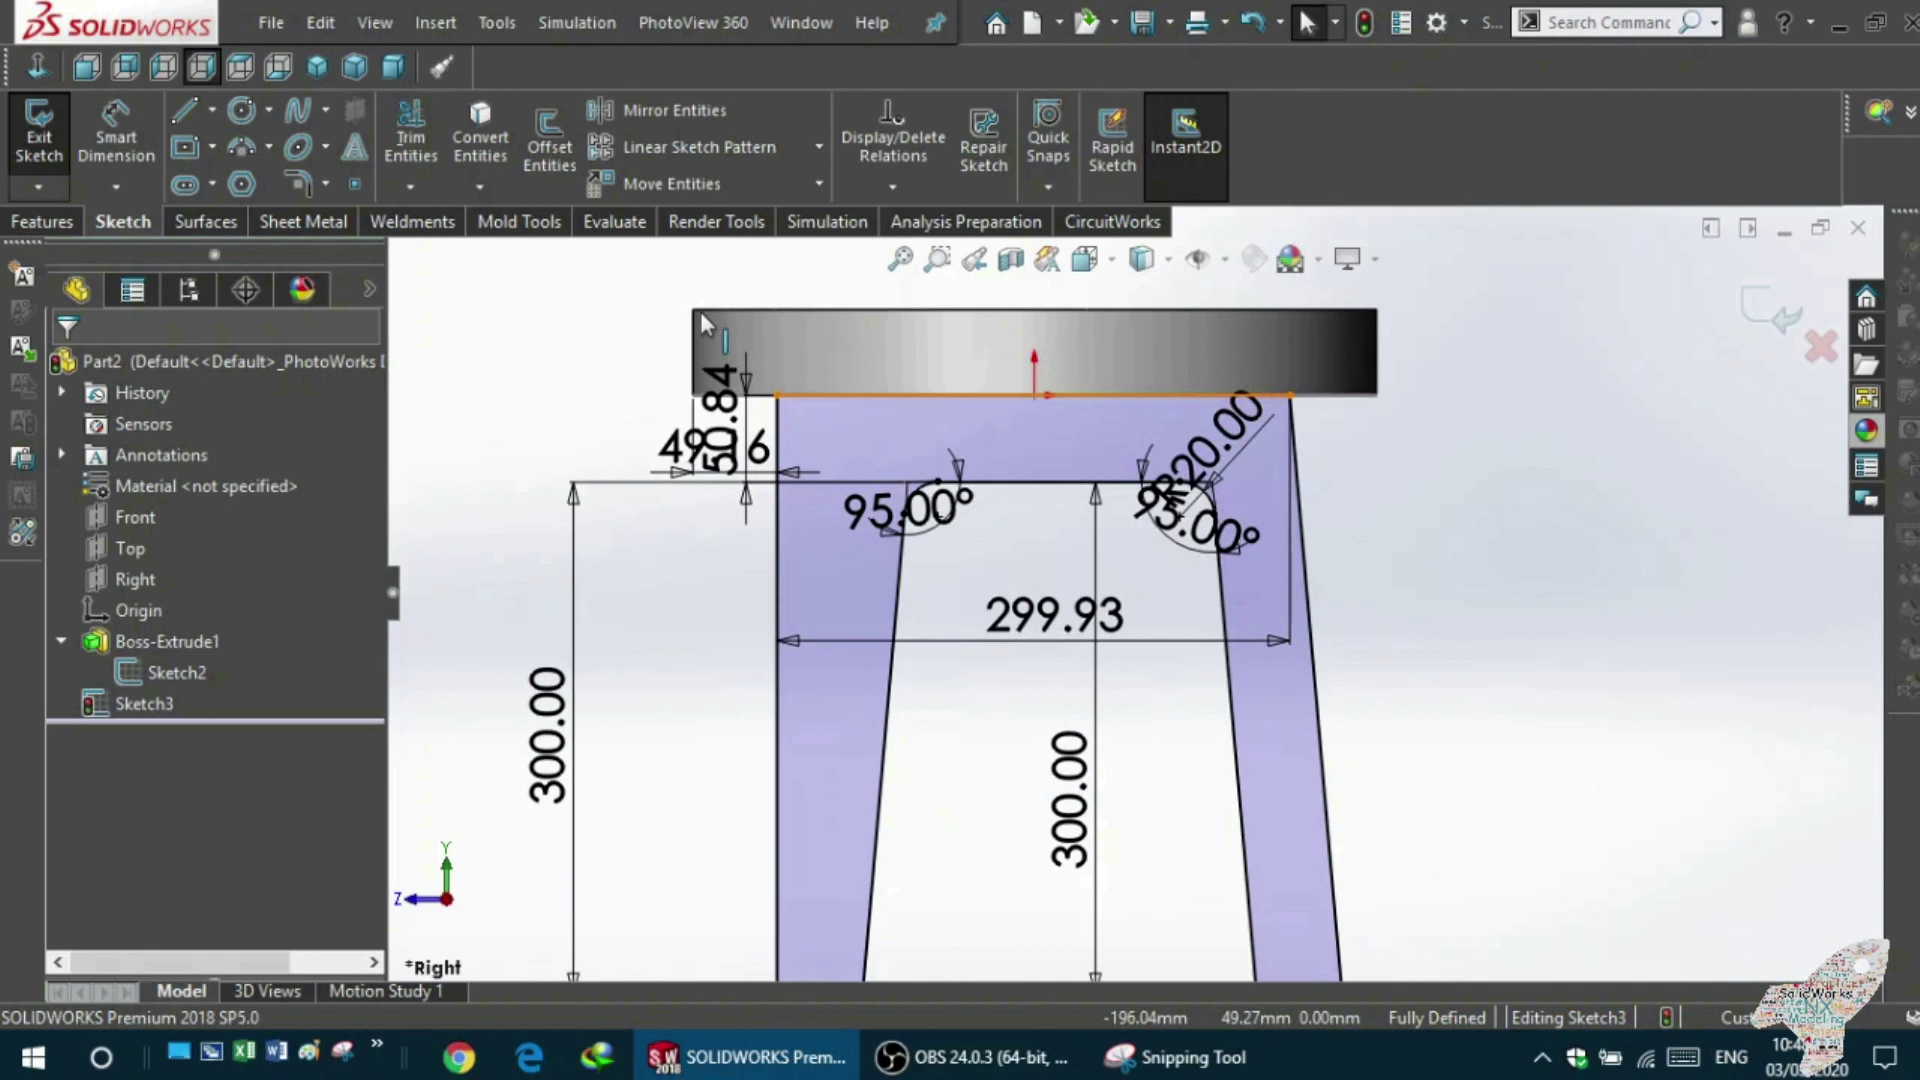 SOLIDWORKS File Edit View Insert Tools Simulation PhotoView 360 Window Help S... Search Commanc ?
Exit Sketch
Smart Dimension
Trim Entities
Convert Entities
Offset Entities
Mirror Entities
Linear Sketch Pattern
Move Entities
Display/Delete Relations
Repair Sketch
Quick Snaps
Rapid Sketch
Instant2D
Features Sketch Surfaces Sheet Metal Weldments Mold Tools Evaluate Render Tools Simulation Analysis Preparation CircuitWorks
Part2 (Default<<Default>_PhotoWorks D
History
Sensors
Annotations
Material <not specified>
Front
Top
Right
Origin
Boss-Extrude1
Sketch2
Sketch3
50.84
R20.00
95.00°
95.00°
299.93
300.00
300.00
Y
Z
*Right
Model 3D Views Motion Study 1
SOLIDWORKS Premium 2018 SP5.0 -196.04mm 49.27mm 0.00mm Fully Defined Editing Sketch3
SolidWorks
NX
Modeling
SOLIDWORKS Prem... OBS 24.0.3 (64-bit, ... Snipping Tool ENG